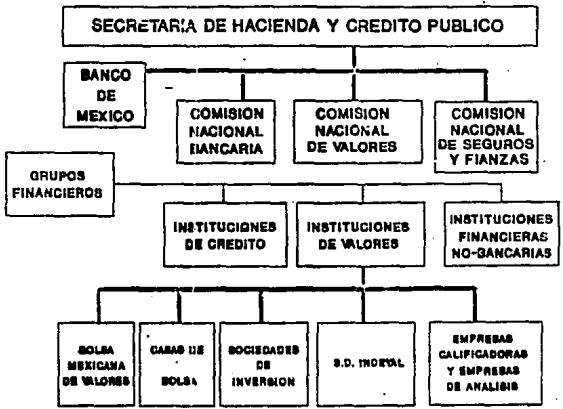 SECRETARIA DE HACIENDA Y CREDITO PUBLICO
BANCO
DE
MEXICO
COMISION
NACIONAL
BANCARIA
COMISION
NACIONAL
DE VALORES
COMISION
NACIONAL
DE SEGUROS
Y FIANZAS
GRUPOS
FINANCIEROS
INSTITUCIONES
DE CREDITO
INSTITUCIONES
DE VALORES
INSTITUCIONES
FINANCIERAS
NO-BANCARIAS
BOLSA
MEXICANA
DE VALORES
CASAS DE
BOLSA
SOCIEDADES
DE
INVERSION
S.D. INDEVAL
EMPRESAS
CALIFICADORAS
Y EMPRESAS
DE ANALISIS